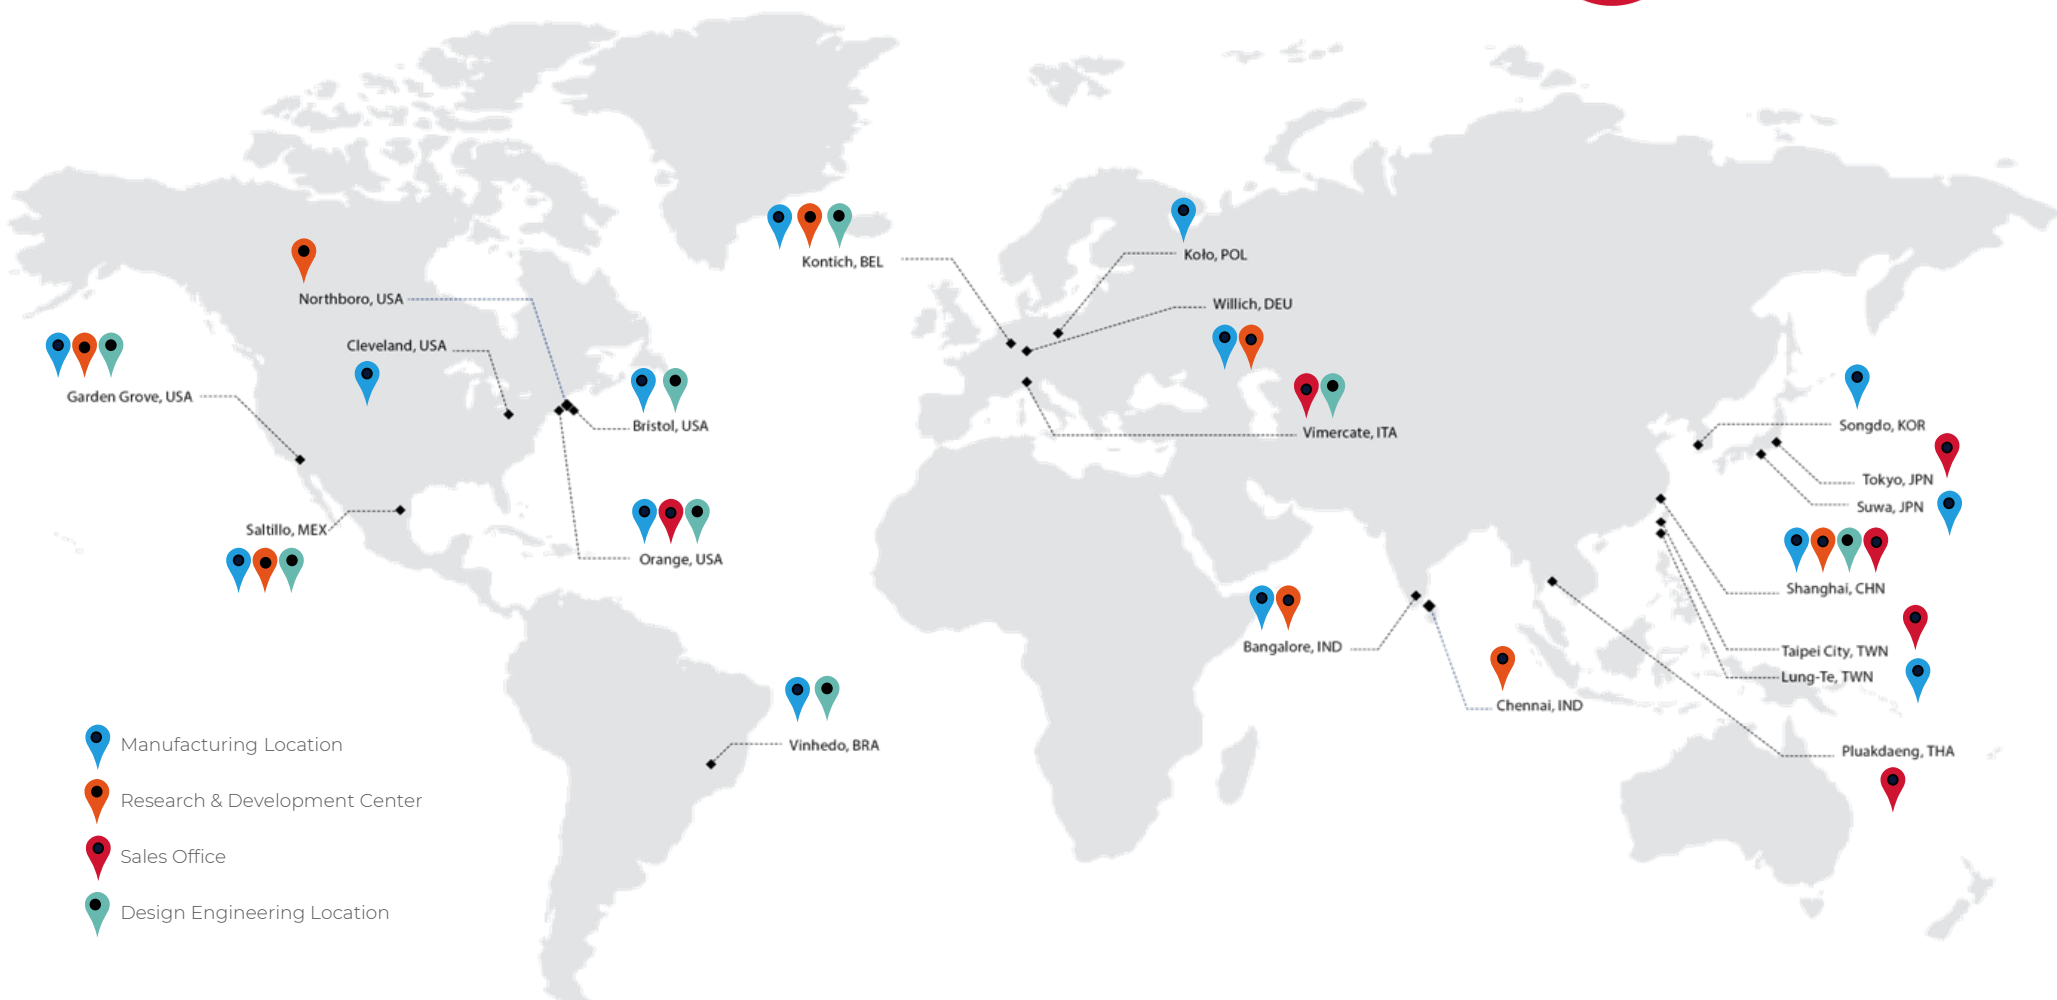 Kontich, BEL
Koło, POL
Northboro, USA
Willich, DEU
Cleveland, USA
Garden Grove, USA
Bristol, USA
Vimercate, ITA
Songdo, KOR
Tokyo, JPN
Suwa, JPN
Saltillo, MEX
Orange, USA
Shanghai, CHN
Bangalore, IND
Taipei City, TWN
Lung-Te, TWN
Chennai, IND
Vinhedo, BRA
Pluakdaeng, THA
Manufacturing Location
Research & Development Center
Sales Office
Design Engineering Location